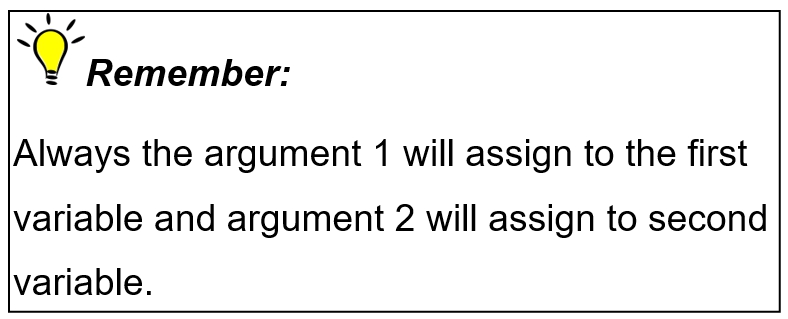 Remember:
Always the argument 1 will assign to the first
variable and argument 2 will assign to second
variable.